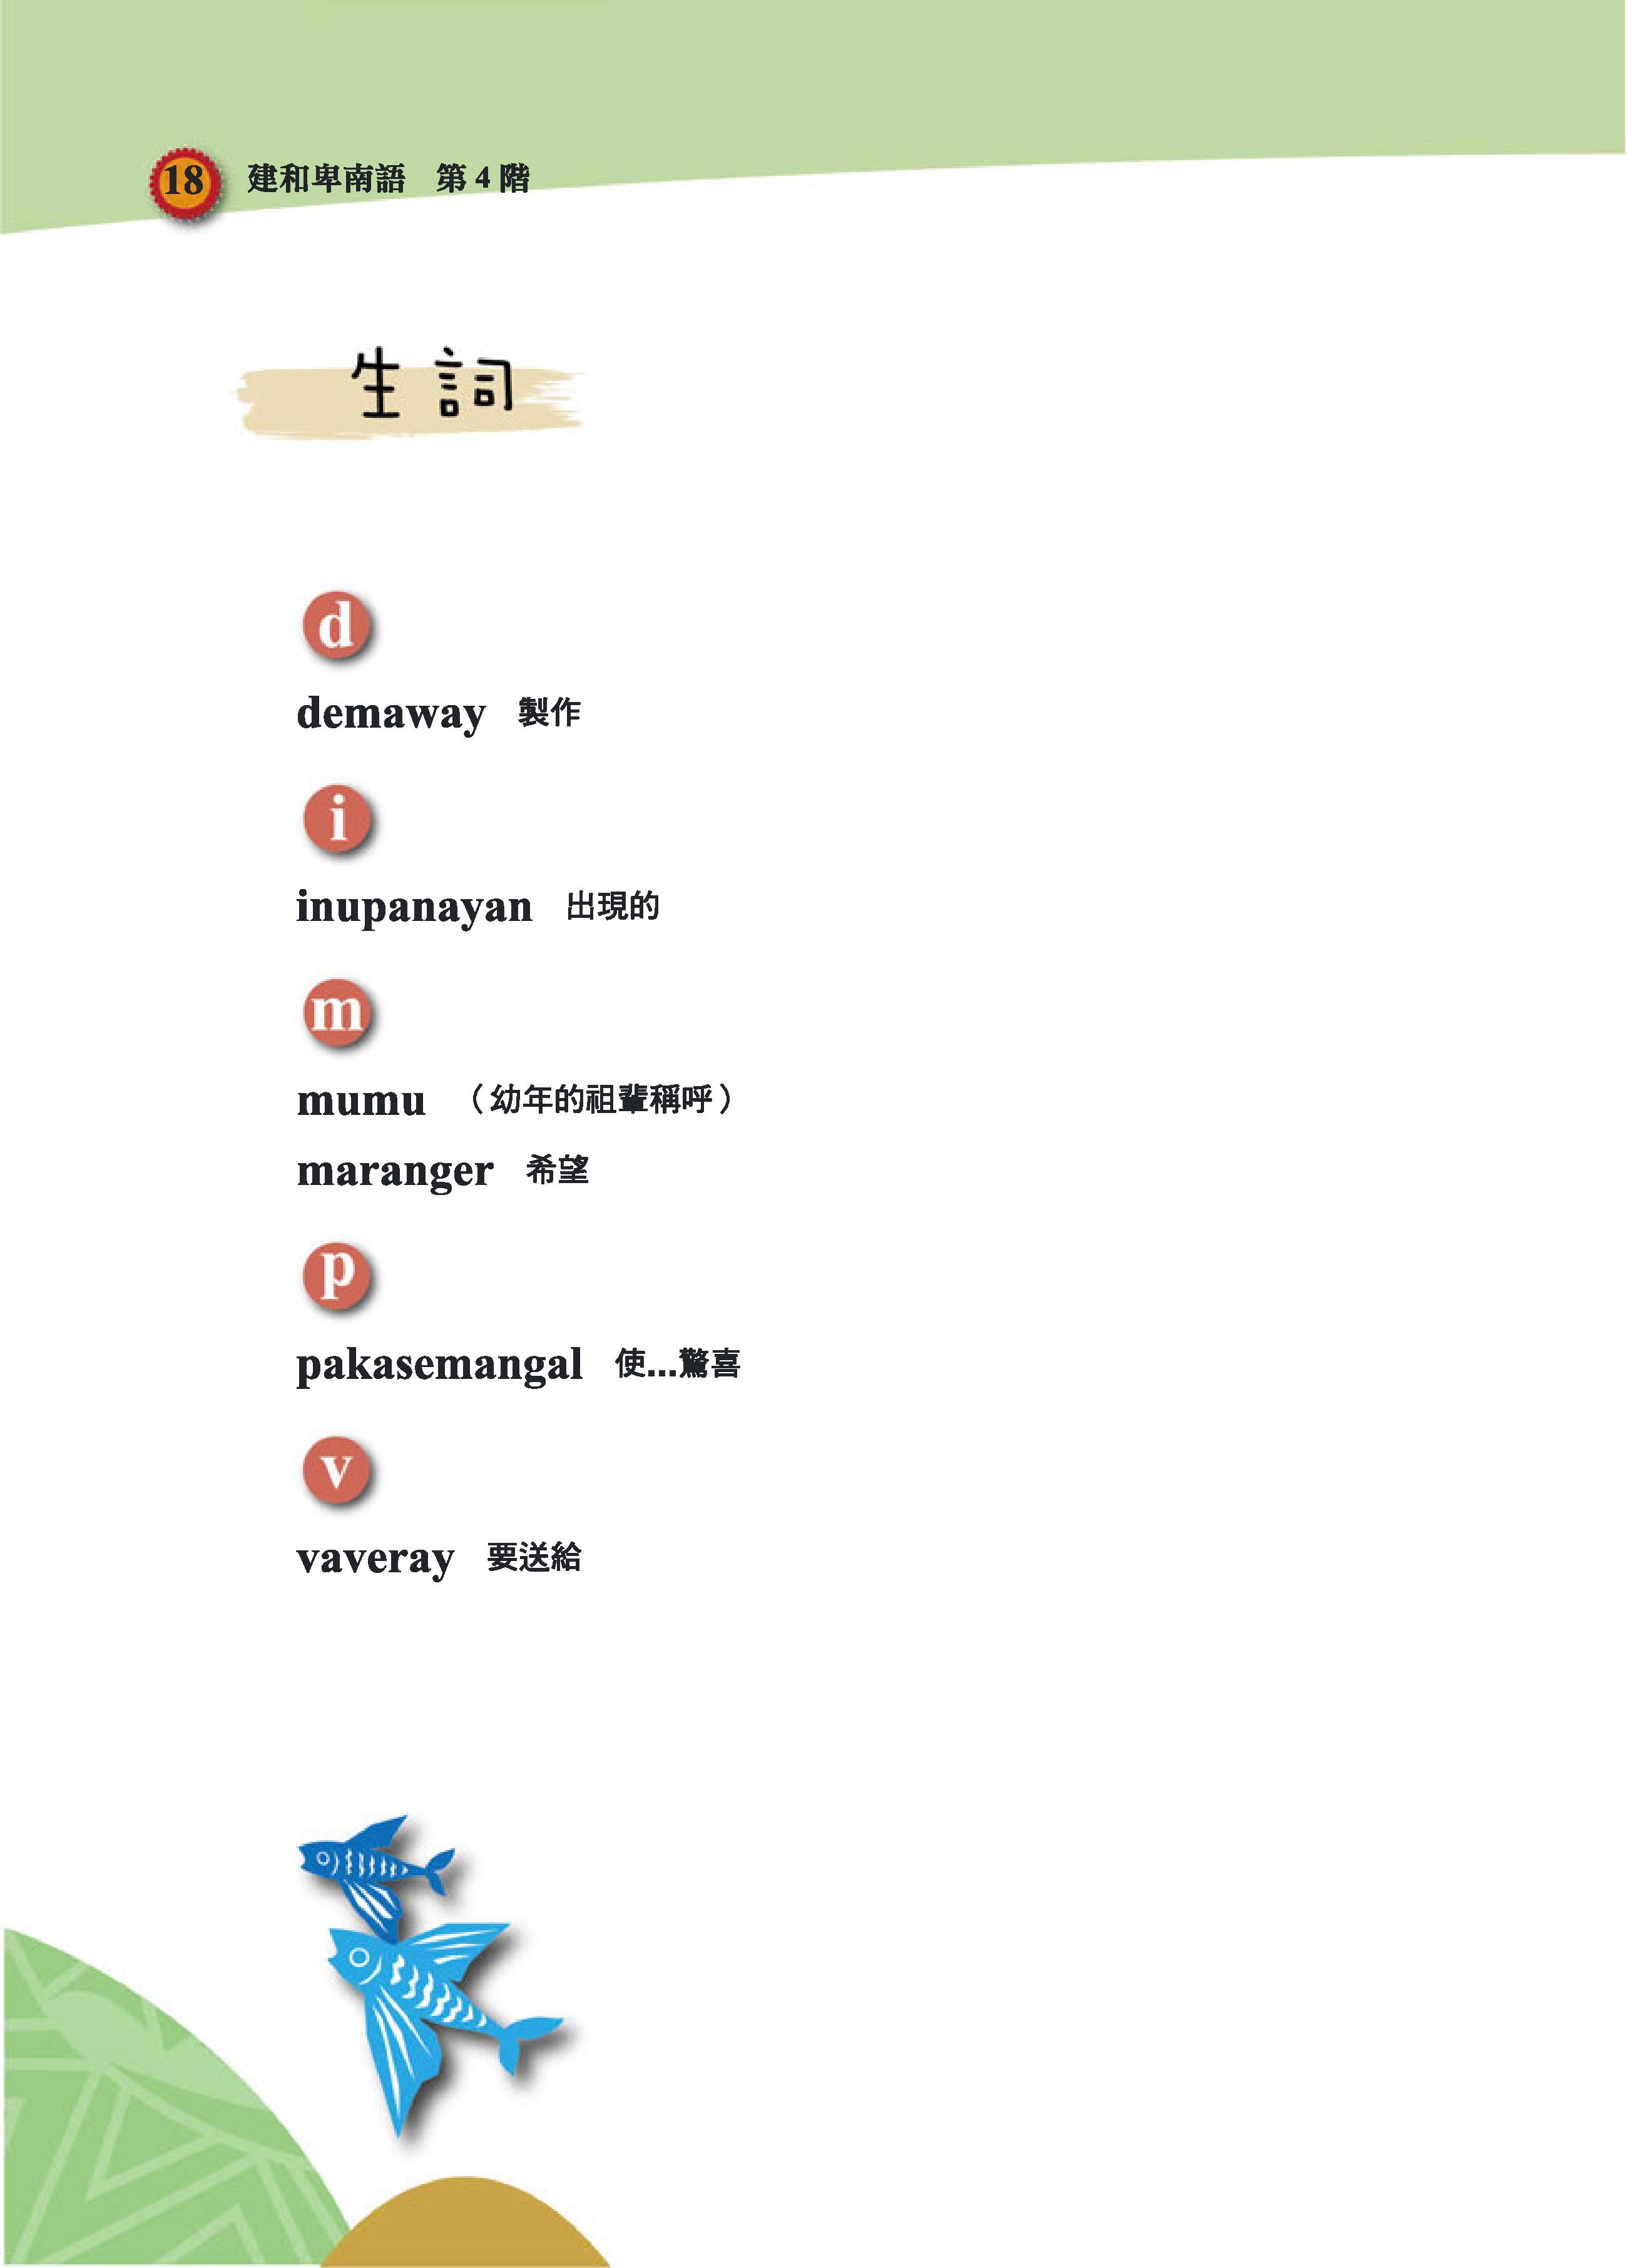 18 建和卑南語 第4階
生詞
d
demaway 製作
i
inupanayan 出現的
m
mumu （幼年的祖輩稱呼）
maranger 希望
p
pakasemangal 使...驚喜
v
vaveray 要送給